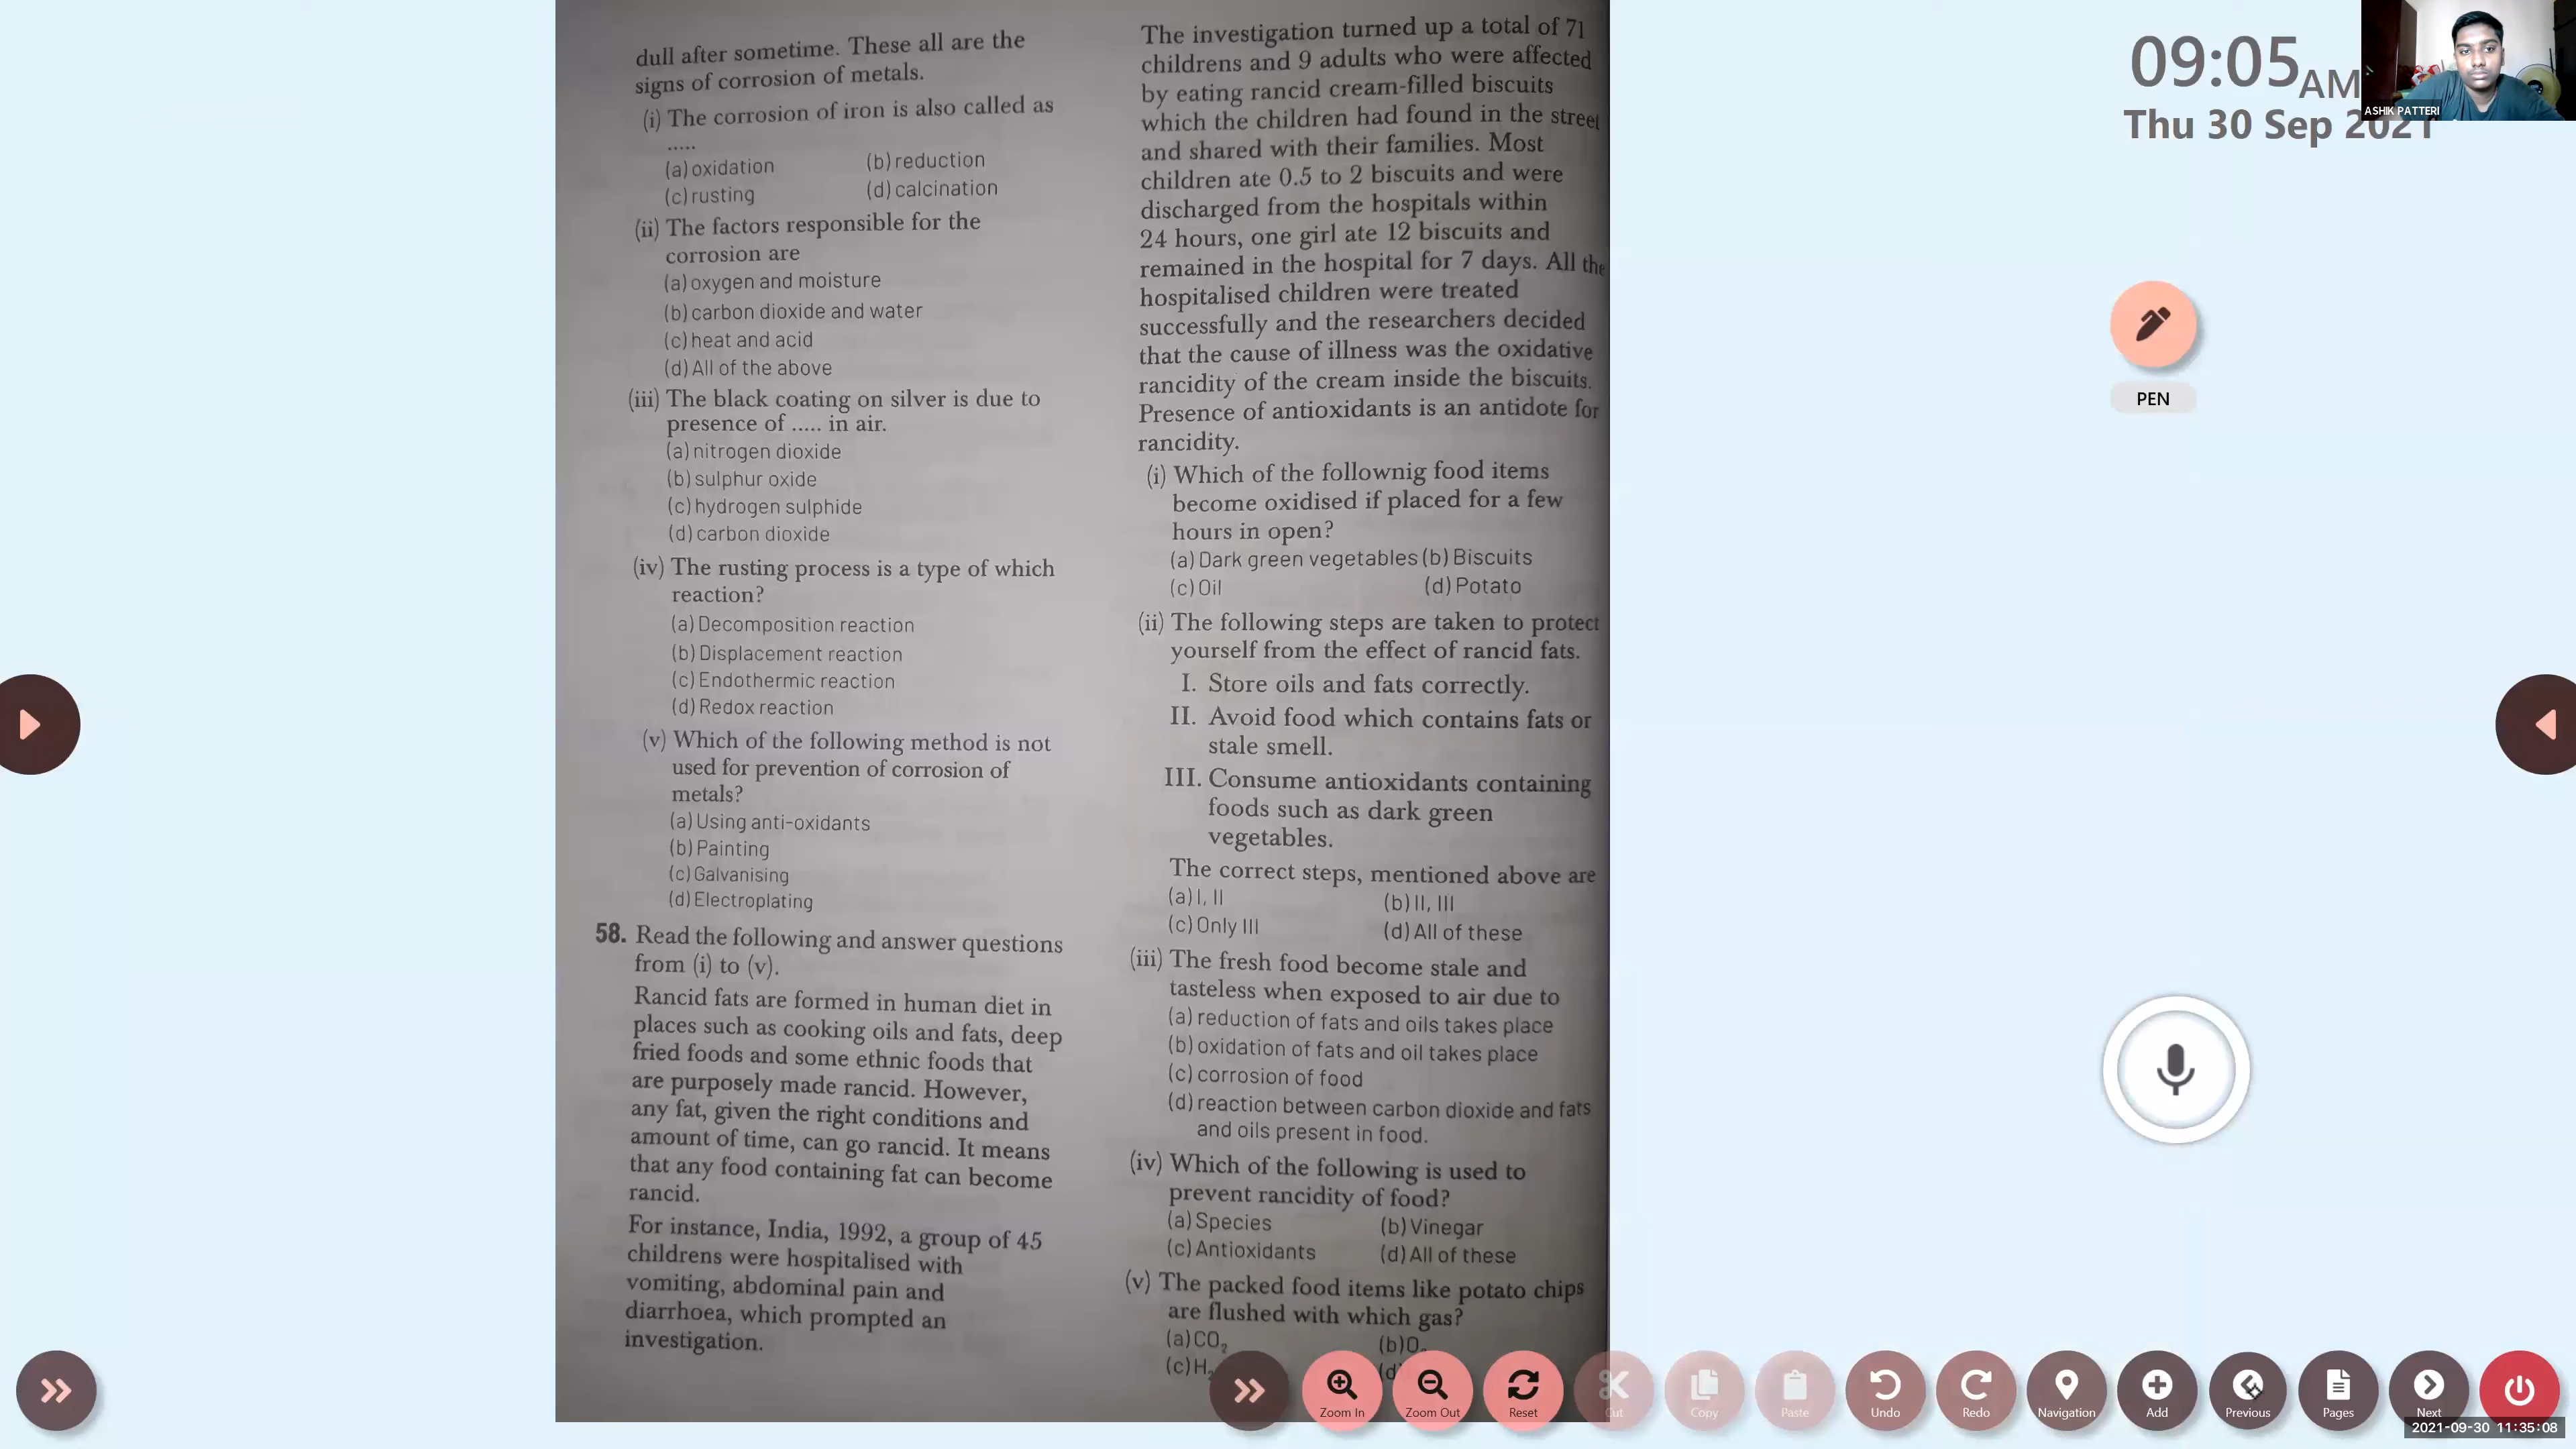 dull after sometime. These all are the
signs of corrosion of metals.
(i) The corrosion of iron is also called as
.....
(a) oxidation (b) reduction
(c) rusting (d) calcination
(ii) The factors responsible for the
corrosion are
(a) oxygen and moisture
(b) carbon dioxide and water
(c) heat and acid
(d) All of the above
(iii) The black coating on silver is due to
presence of ..... in air.
(a) nitrogen dioxide
(b) sulphur oxide
(c) hydrogen sulphide
(d) carbon dioxide
(iv) The rusting process is a type of which
reaction?
(a) Decomposition reaction
(b) Displacement reaction
(c) Endothermic reaction
(d) Redox reaction
(v) Which of the following method is not
used for prevention of corrosion of
metals?
(a) Using anti-oxidants
(b) Painting
(c) Galvanising
(d) Electroplating
58. Read the following and answer questions
from (i) to (v).
Rancid fats are formed in human diet in
places such as cooking oils and fats, deep
fried foods and some ethnic foods that
are purposely made rancid. However,
any fat, given the right conditions and
amount of time, can go rancid. It means
that any food containing fat can become
rancid.
For instance, India, 1992, a group of 45
childrens were hospitalised with
vomiting, abdominal pain and
diarrhoea, which prompted an
investigation.
The investigation turned up a total of 71
childrens and 9 adults who were affected
by eating rancid cream-filled biscuits
which the children had found in the street
and shared with their families. Most
children ate 0.5 to 2 biscuits and were
discharged from the hospitals within
24 hours, one girl ate 12 biscuits and
remained in the hospital for 7 days. All the
hospitalised children were treated
successfully and the researchers decided
that the cause of illness was the oxidative
rancidity of the cream inside the biscuits.
Presence of antioxidants is an antidote for
rancidity.
(i) Which of the follownig food items
become oxidised if placed for a few
hours in open?
(a) Dark green vegetables (b) Biscuits
(c) Oil (d) Potato
(ii) The following steps are taken to protect
yourself from the effect of rancid fats.
I. Store oils and fats correctly.
II. Avoid food which contains fats or
stale smell.
III. Consume antioxidants containing
foods such as dark green
vegetables.
The correct steps, mentioned above are
(a) I, II (b) II, III
(c) Only III (d) All of these
(iii) The fresh food become stale and
tasteless when exposed to air due to
(a) reduction of fats and oils takes place
(b) oxidation of fats and oil takes place
(c) corrosion of food
(d) reaction between carbon dioxide and fats
and oils present in food.
(iv) Which of the following is used to
prevent rancidity of food?
(a) Species (b) Vinegar
(c) Antioxidants (d) All of these
(v) The packed food items like potato chips
are flushed with which gas?
(a) CO₂ (b) O₂
(c) H₂ (d)
09:05 AM
Thu 30 Sep 2021
ASHIK PATTERI
PEN
Zoom In
Zoom Out
Reset
Cut
Copy
Paste
Undo
Redo
Navigation
Add
Previous
Pages
Next
2021-09-30 11:35:08